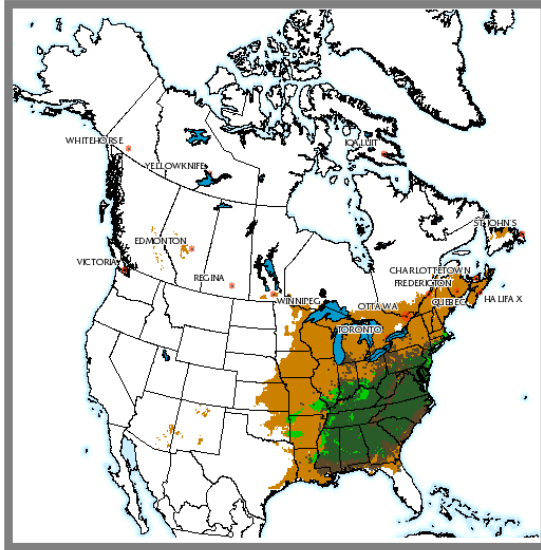 WHITEHORSE
IQALUIT
YELLOWKNIFE
ST. JOHN'S
EDMONTON
VICTORIA
CHARLOTTETOWN
REGINA
FREDERICTON
WINNIPEG
OTTAWA
QUEBEC
HALIFAX
TORONTO